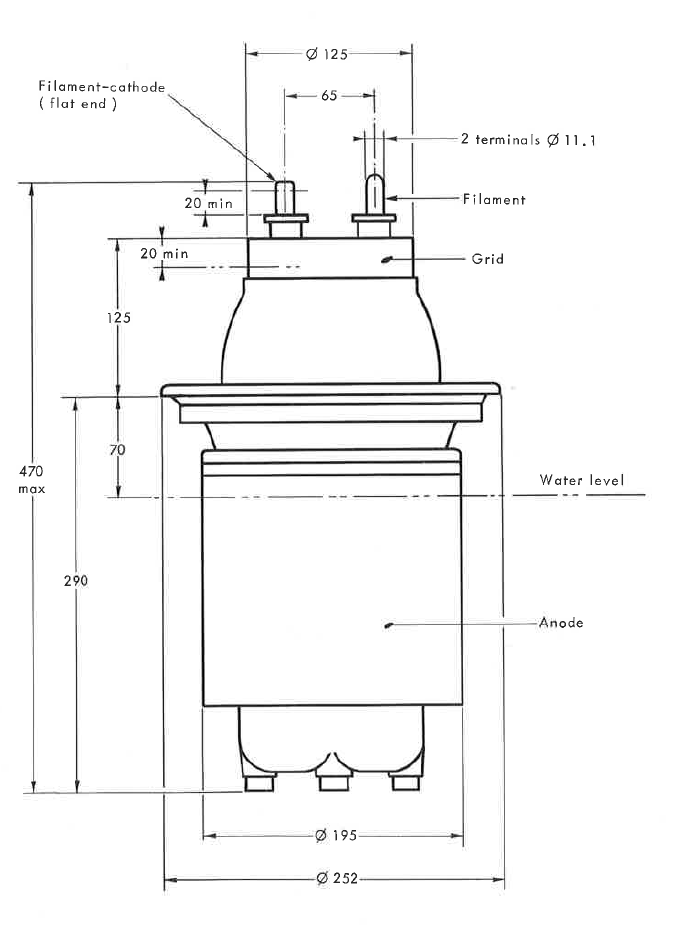 Ø 125
Filament-cathode
( flat end )
65
2 terminals Ø 11.1
20 min
Filament
20 min
Grid
125
70
470
max
Water level
290
Anode
Ø 195
Ø 252